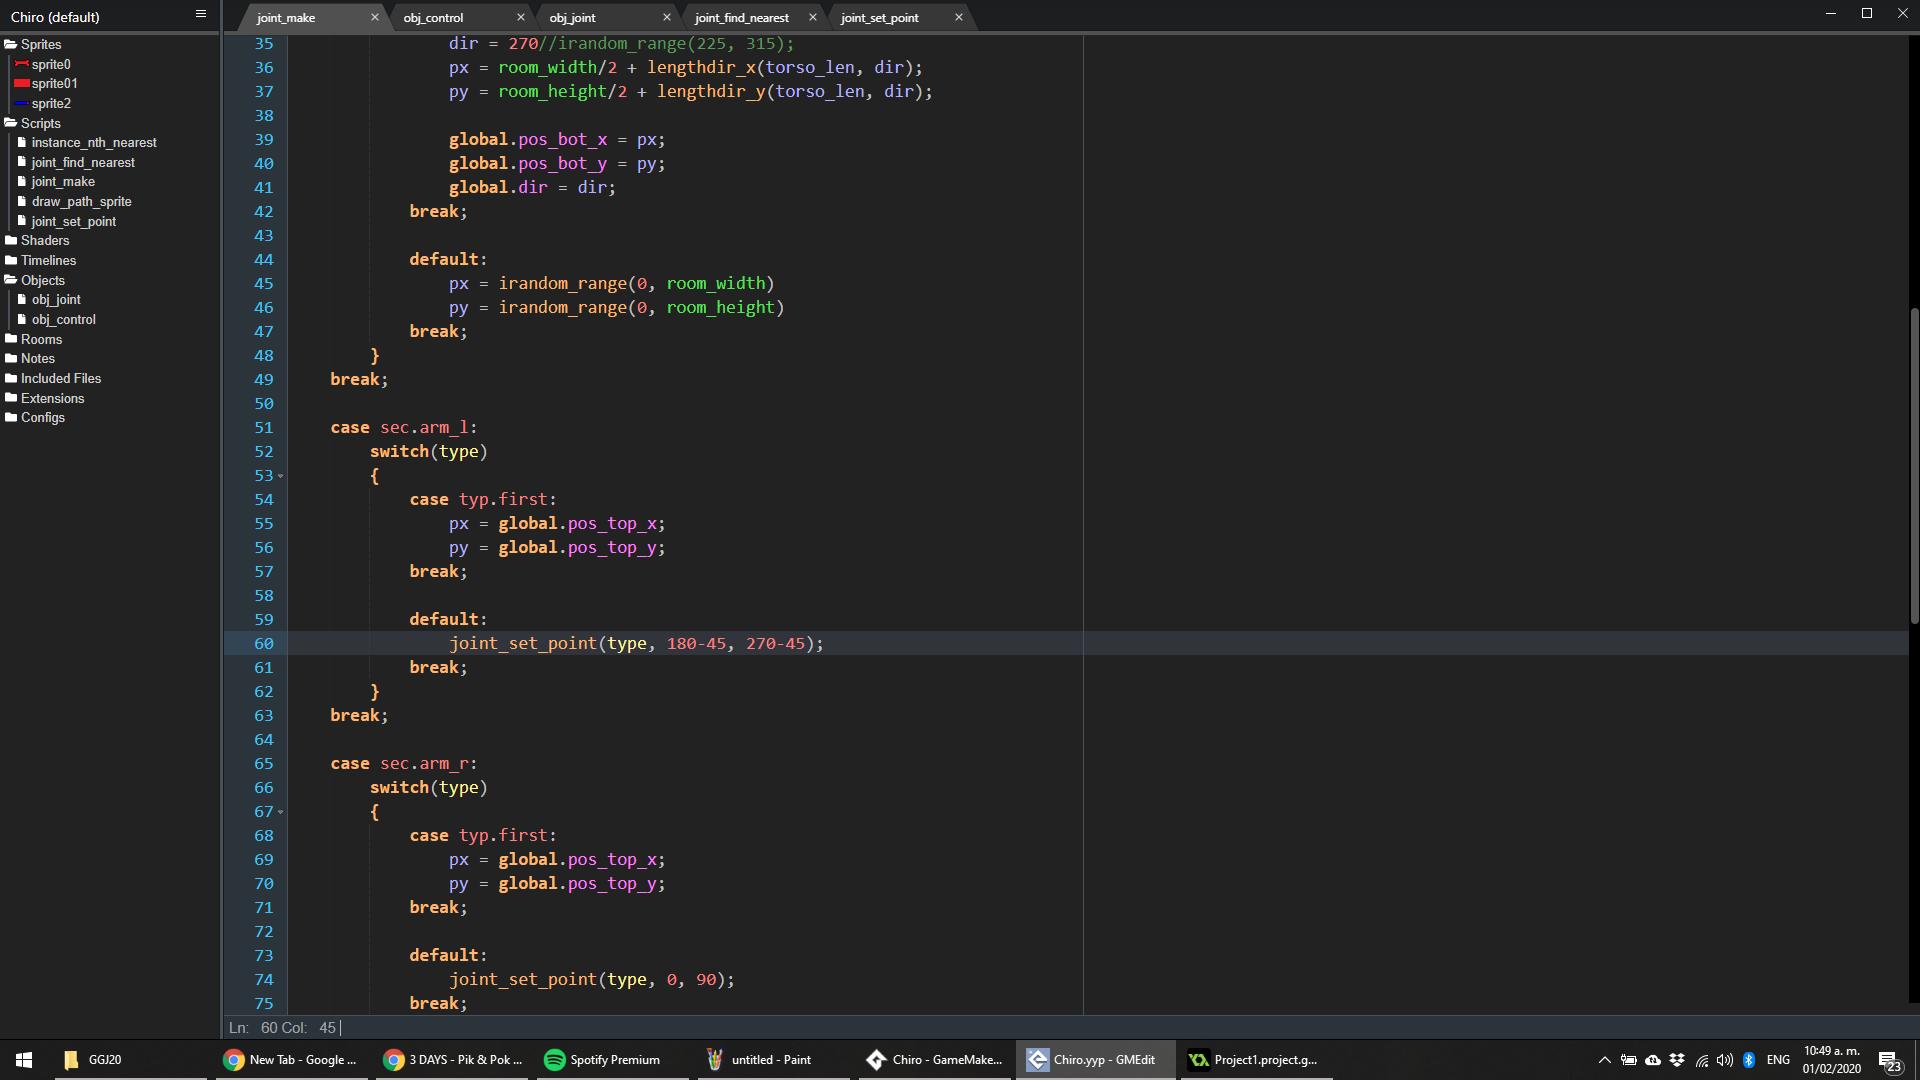 Chiro (default)
joint_make
obj_control
obj_joint
joint_find_nearest
joint_set_point
Sprites
sprite0
sprite01
sprite2
Scripts
instance_nth_nearest
joint_find_nearest
joint_make
draw_path_sprite
joint_set_point
Shaders
Timelines
Objects
obj_joint
obj_control
Rooms
Notes
Included Files
Extensions
Configs
35 dir = 270//irandom_range(225, 315);
36 px = room_width/2 + lengthdir_x(torso_len, dir);
37 py = room_height/2 + lengthdir_y(torso_len, dir);
38
39 global.pos_bot_x = px;
40 global.pos_bot_y = py;
41 global.dir = dir;
42 break;
43
44 default:
45 px = irandom_range(0, room_width)
46 py = irandom_range(0, room_height)
47 break;
48 }
49 break;
50
51 case sec.arm_l:
52 switch(type)
53 {
54 case typ.first:
55 px = global.pos_top_x;
56 py = global.pos_top_y;
57 break;
58
59 default:
60 joint_set_point(type, 180-45, 270-45);
61 break;
62 }
63 break;
64
65 case sec.arm_r:
66 switch(type)
67 {
68 case typ.first:
69 px = global.pos_top_x;
70 py = global.pos_top_y;
71 break;
72
73 default:
74 joint_set_point(type, 0, 90);
75 break;
Ln: 60 Col: 45
GGJ20
New Tab - Google ...
3 DAYS - Pik & Pok ...
Spotify Premium
untitled - Paint
Chiro - GameMake...
Chiro.yyp - GMEdit
Project1.project.g...
ENG
10:49 a. m.
01/02/2020
23